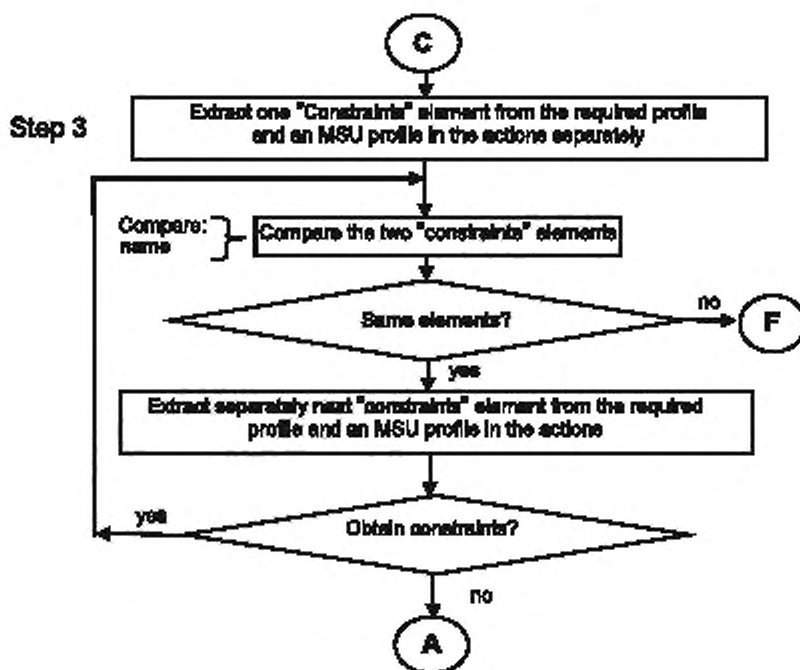 C
Step 3
Extract one "Constraints" element from the required profile
and an MSU profile in the actions separately
Compare:
name
Compare the two "constraints" elements
Same elements?
no
F
yes
Extract separately next "constraints" element from the required
profile and an MSU profile in the actions
Obtain constraints?
yes
no
A